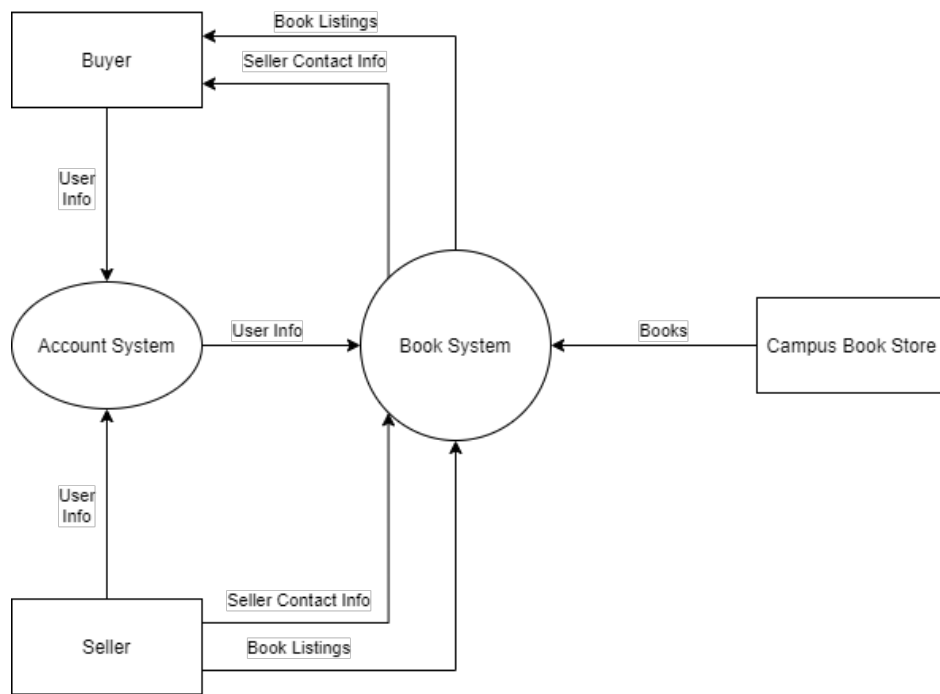 Book Listings
Buyer
Seller Contact Info
User
Info
Account System
User Info
Book System
Books
Campus Book Store
User
Info
Seller Contact Info
Seller
Book Listings